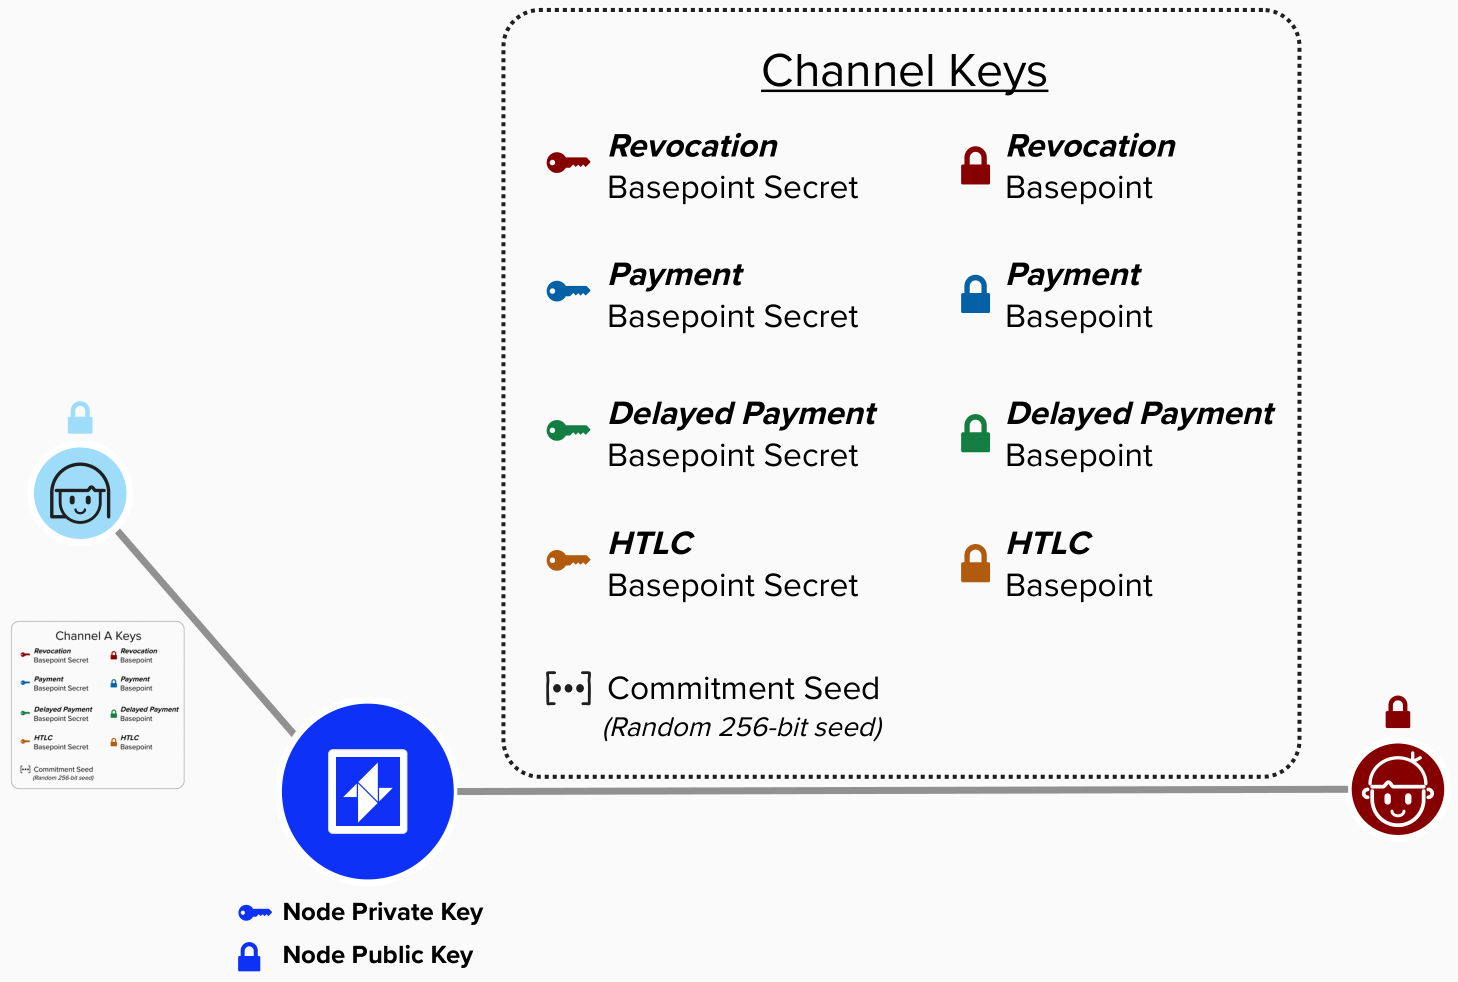 Channel Keys
Revocation
Basepoint Secret
Revocation
Basepoint
Payment
Basepoint Secret
Payment
Basepoint
Delayed Payment
Basepoint Secret
Delayed Payment
Basepoint
HTLC
Basepoint Secret
HTLC
Basepoint
Commitment Seed
(Random 256-bit seed)
Channel A Keys
Revocation
Basepoint Secret
Revocation
Basepoint
Payment
Basepoint Secret
Payment
Basepoint
Delayed Payment
Basepoint Secret
Delayed Payment
Basepoint
HTLC
Basepoint Secret
HTLC
Basepoint
Commitment Seed
(Random 256-bit seed)
Node Private Key
Node Public Key